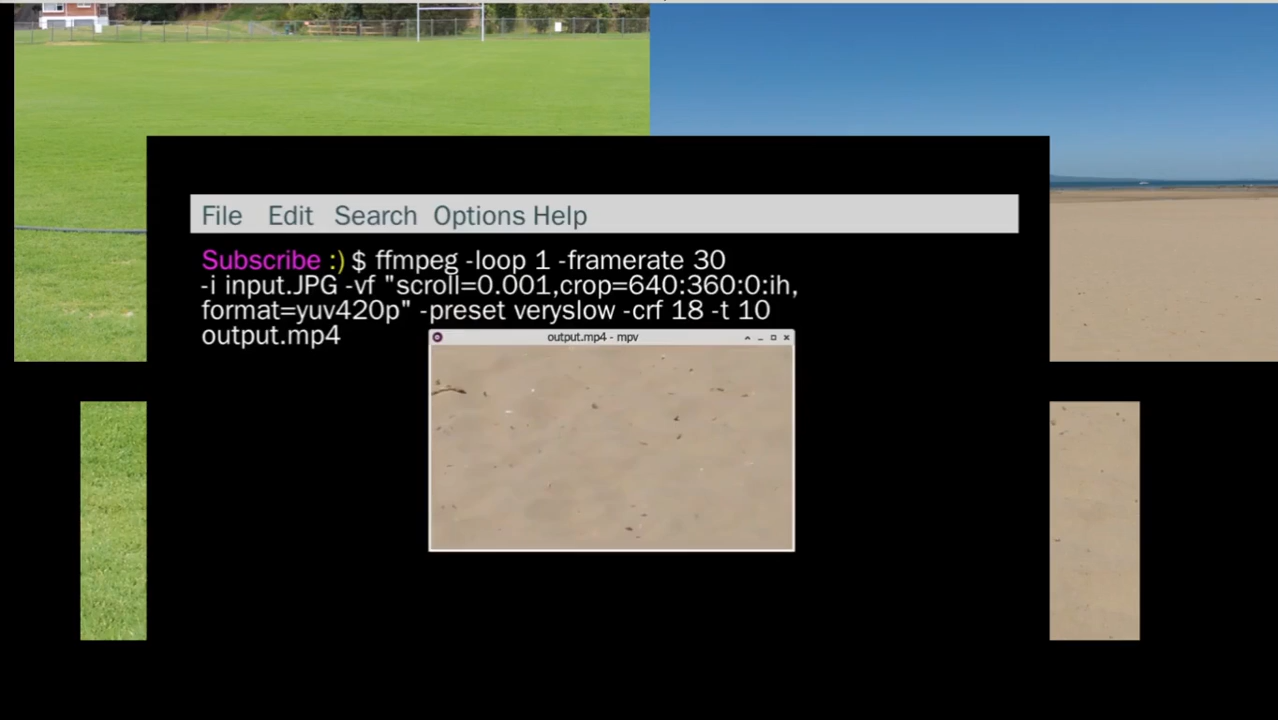 File Edit Search Options Help
Subscribe :) $ ffmpeg -loop 1 -framerate 30
-i input.JPG -vf "scroll=0.001,crop=640:360:0:ih,
format=yuv420p" -preset veryslow -crf 18 -t 10
output.mp4
output.mp4 - mpv